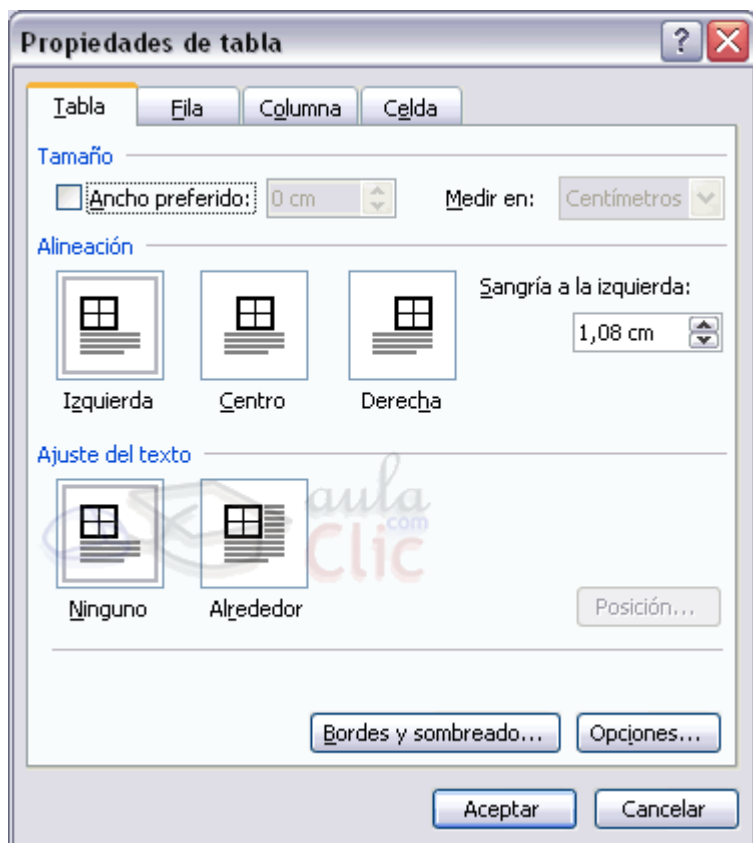 Propiedades de tabla
Tabla Fila Columna Celda
Tamaño
Ancho preferido: 0 cm Medir en: Centímetros
Alineación
Sangría a la izquierda:
1,08 cm
Izquierda Centro Derecha
Ajuste del texto
aula
.com
Clic
Ninguno Alrededor
Posición...
Bordes y sombreado... Opciones...
Aceptar Cancelar